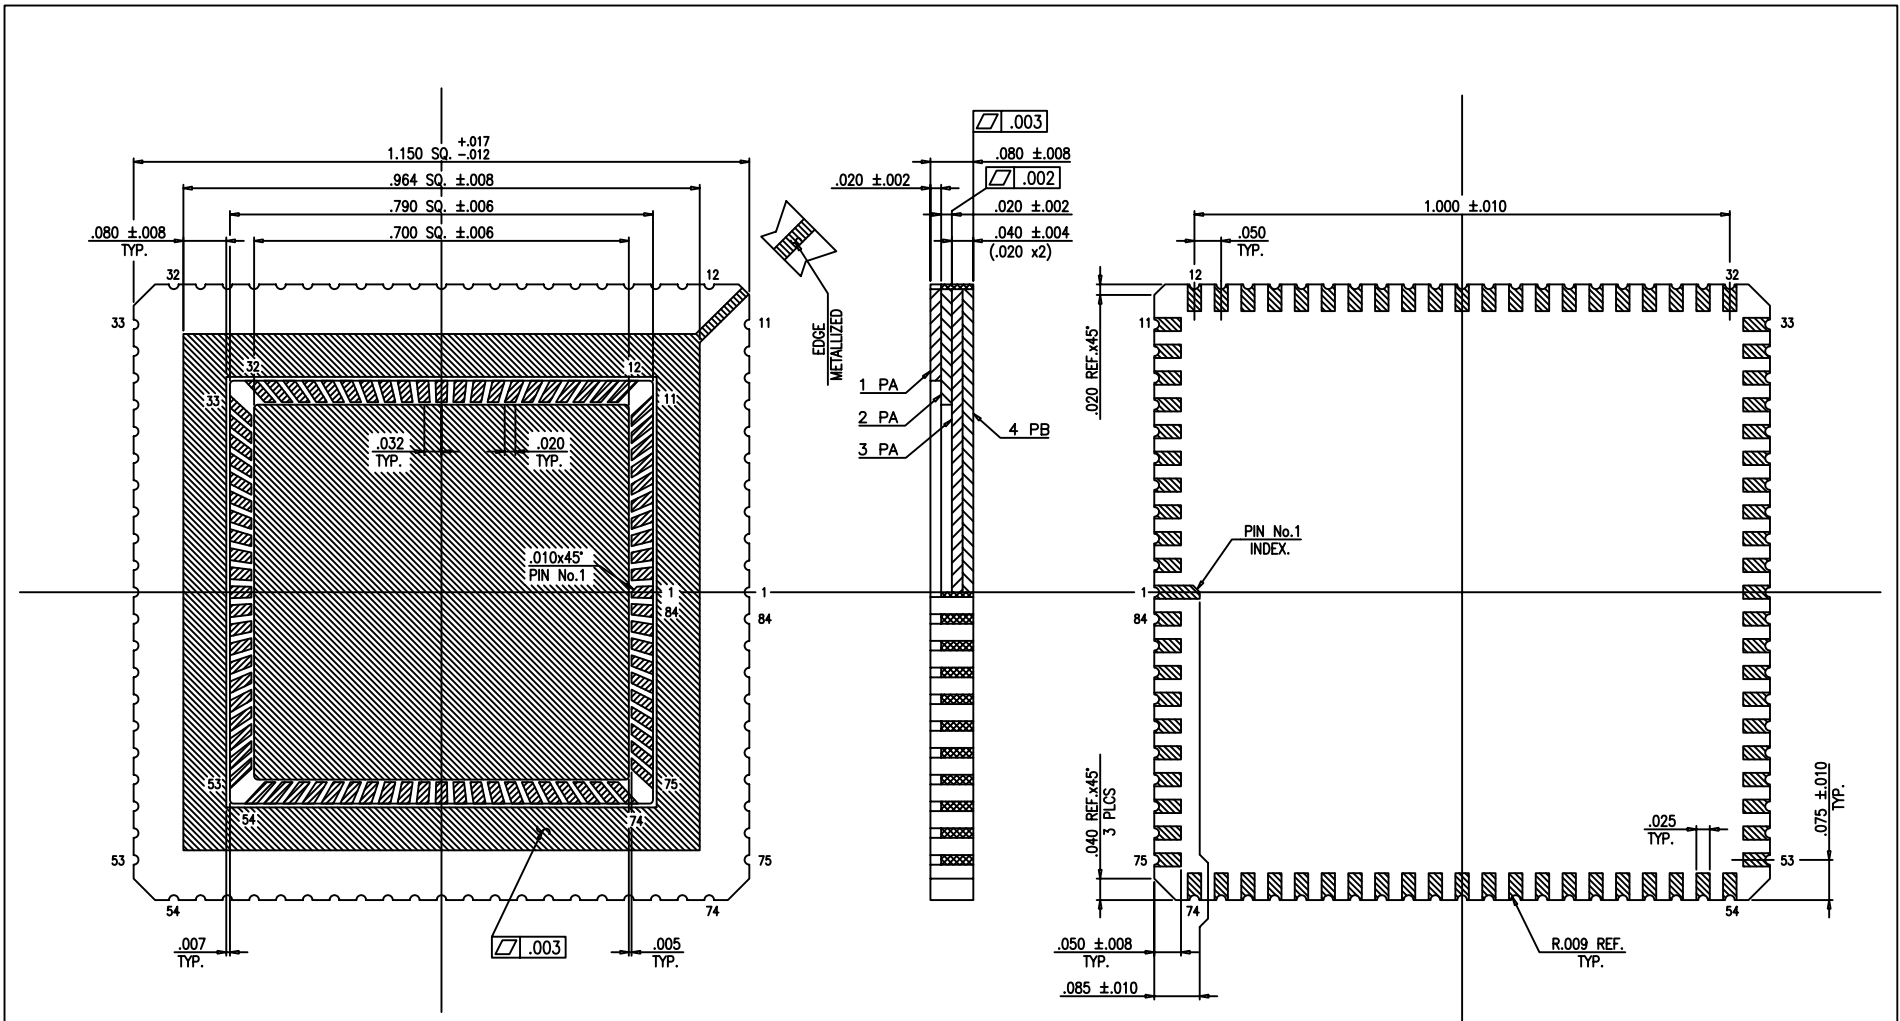 1.150 SQ. +.017 -.012
.964 SQ. ±.008
.790 SQ. ±.006
.700 SQ. ±.006
.080 ±.008
TYP.
32
12
33
11
32
12
33
11
.032
TYP.
.020
TYP.
.010x45°
PIN No.1
1
84
1
84
53
75
54
74
53
75
54
74
.007
TYP.
.003
.005
TYP.
EDGE
METALLIZED
.003
.080 ±.008
.002
.020 ±.002
.020 ±.002
.040 ±.004
(.020 x2)
1 PA
2 PA
3 PA
4 PB
1.000 ±.010
.050
TYP.
12
32
11
33
.020 REF.x45°
PIN No.1
INDEX.
1
84
.040 REF.x45°
3 PLCS
75
53
74
54
.025
TYP.
.075 ±.010
TYP.
.050 ±.008
TYP.
.085 ±.010
R.009 REF.
TYP.